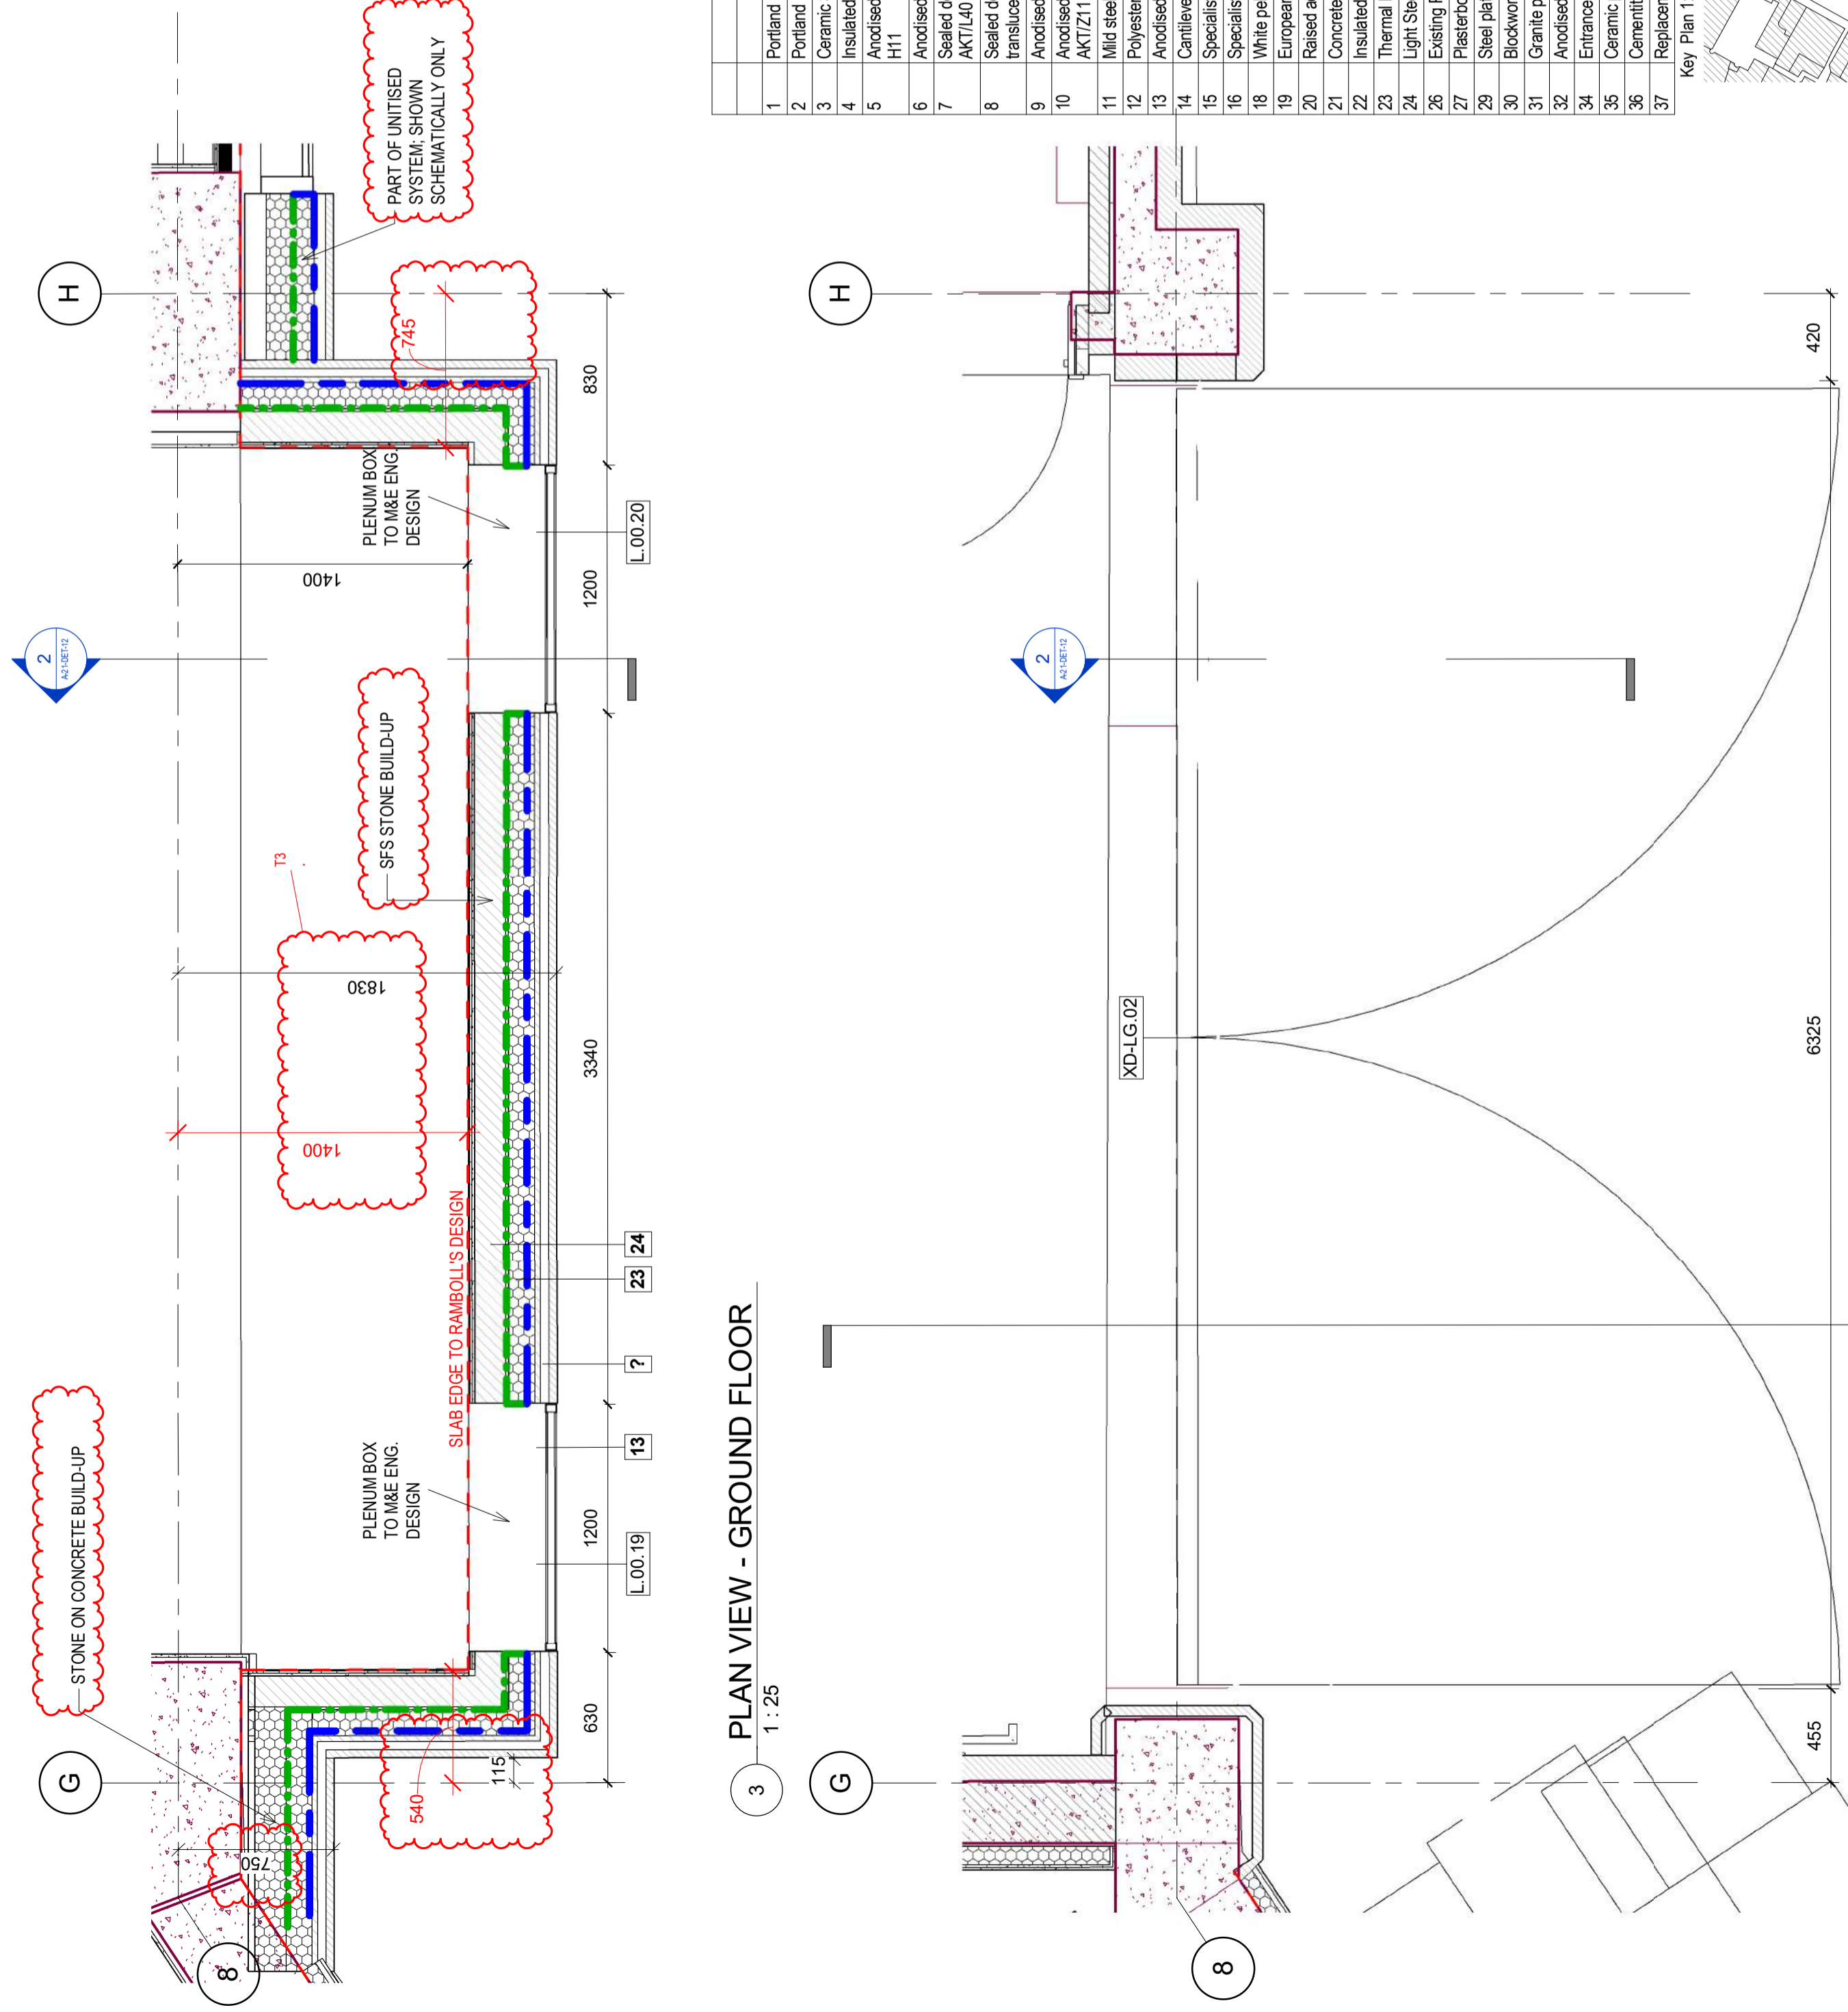 G
H
8
STONE ON CONCRETE BUILD-UP
2
A-21-DET-12
PART OF UNITISED
SYSTEM; SHOWN
SCHEMATICALLY ONLY
T3
1400
1830
1400
750
SFS STONE BUILD-UP
PLENUM BOX
TO M&E ENG.
DESIGN
PLENUM BOX
TO M&E ENG.
DESIGN
SLAB EDGE TO RAMBOLL'S DESIGN
540
745
115
630
1200
3340
1200
830
L.00.19
13
?
23
24
L.00.20
3
PLAN VIEW - GROUND FLOOR
1 : 25
G
H
8
2
A-21-DET-12
XD-LG.02
455
6325
420
1 Portland
2 Portland
3 Ceramic
4 Insulated
5 Anodised
H11
6 Anodised
7 Sealed d
AKT/L40
8 Sealed d
transluce
9 Anodised
10 Anodised
AKT/Z11
11 Mild stee
12 Polyester
13 Anodised
14 Cantileve
15 Specialis
16 Specialis
18 White pe
19 European
20 Raised a
21 Concrete
22 Insulated
23 Thermal
24 Light Ste
26 Existing
27 Plasterbo
29 Steel plat
30 Blockwor
31 Granite p
32 Anodised
34 Entrance
35 Ceramic
36 Cementit
37 Replacen
Key Plan 1: